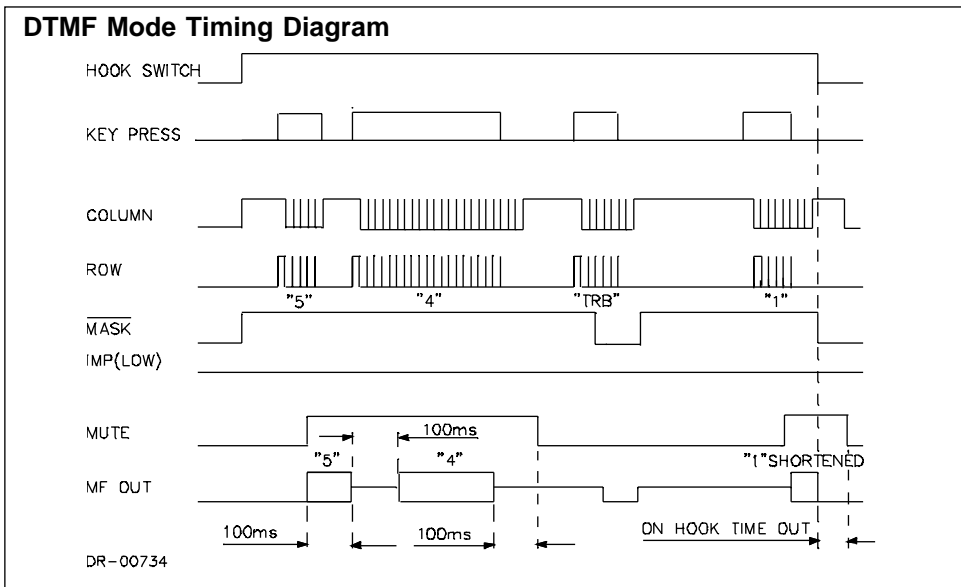 DTMF Mode Timing Diagram
HOOK SWITCH
KEY PRESS
COLUMN
ROW
"5" "4" "TRB" "1"
MASK
IMP(LOW)
MUTE
100ms
"5" "4" "1"SHORTENED
MF OUT
100ms 100ms ON HOOK TIME OUT
DR-00734